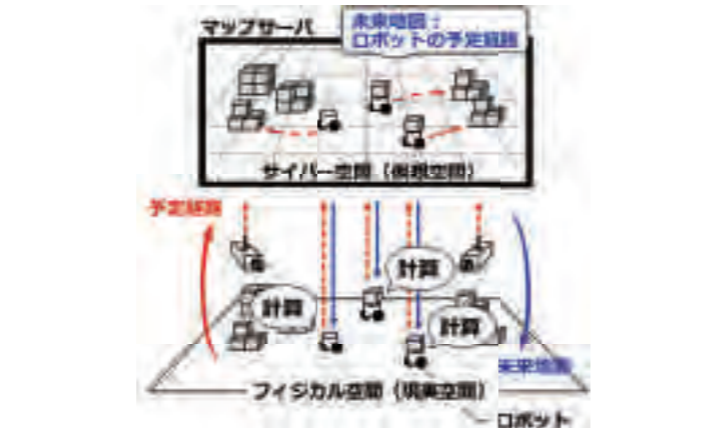 マップサーバ
未来地図：
ロボットの予定経路
サイバー空間（仮想空間）
予定経路
計算
計算
計算
未来地図
フィジカル空間（現実空間）
ロボット